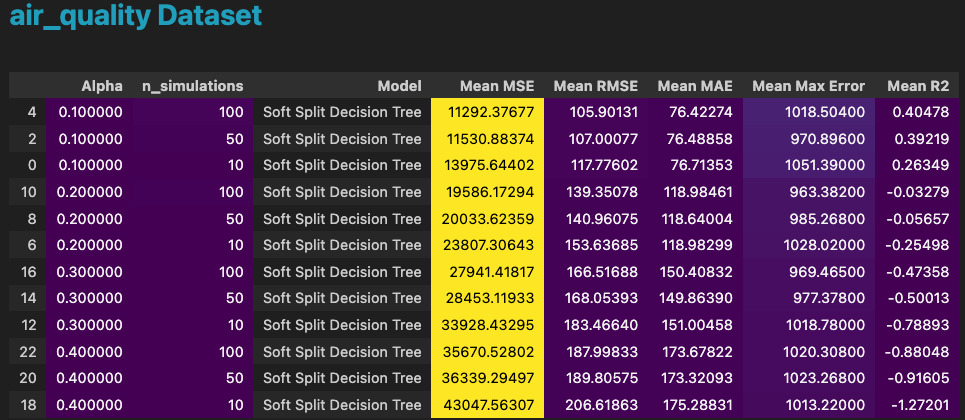 air_quality Dataset
Alpha n_simulations Model Mean MSE Mean RMSE Mean MAE Mean Max Error Mean R2
4 0.100000 100 Soft Split Decision Tree 11292.37677 105.90131 76.42274 1018.50400 0.40478
2 0.100000 50 Soft Split Decision Tree 11530.88374 107.00077 76.48858 970.89600 0.39219
0 0.100000 10 Soft Split Decision Tree 13975.64402 117.77602 76.71353 1051.39000 0.26349
10 0.200000 100 Soft Split Decision Tree 19586.17294 139.35078 118.98461 963.38200 -0.03279
8 0.200000 50 Soft Split Decision Tree 20033.62359 140.96075 118.64004 985.26800 -0.05657
6 0.200000 10 Soft Split Decision Tree 23807.30643 153.63685 118.98299 1028.02000 -0.25498
16 0.300000 100 Soft Split Decision Tree 27941.41817 166.51688 150.40832 969.46500 -0.47358
14 0.300000 50 Soft Split Decision Tree 28453.11933 168.05393 149.86390 977.37800 -0.50013
12 0.300000 10 Soft Split Decision Tree 33928.43295 183.46640 151.00458 1018.78000 -0.78893
22 0.400000 100 Soft Split Decision Tree 35670.52802 187.99833 173.67822 1020.30800 -0.88048
20 0.400000 50 Soft Split Decision Tree 36339.29497 189.80575 173.32093 1023.26800 -0.91605
18 0.400000 10 Soft Split Decision Tree 43047.56307 206.61863 175.28831 1013.22000 -1.27201